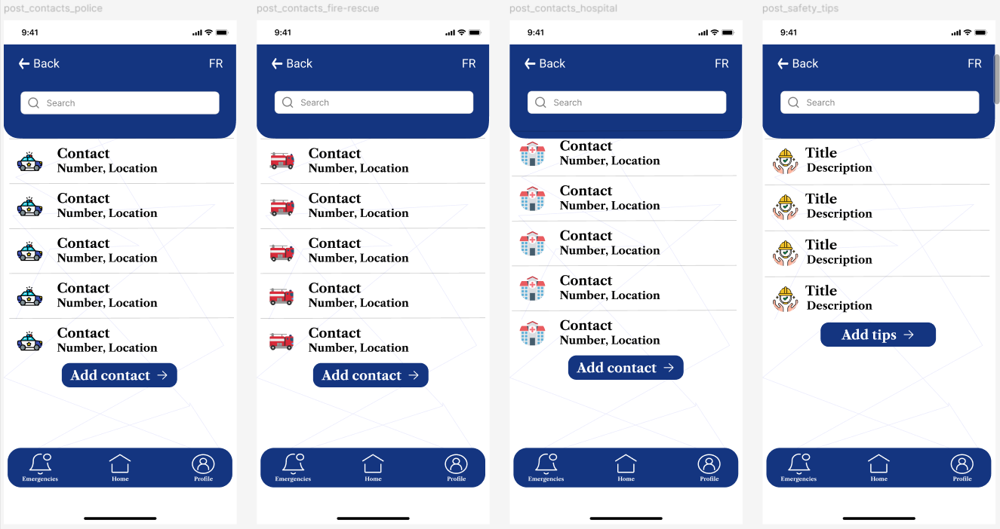 post_contacts_police
9:41
Back
FR
Search
Contact
Number, Location
Contact
Number, Location
Contact
Number, Location
Contact
Number, Location
Contact
Number, Location
Add contact
Emergencies
Home
Profile
post_contacts_fire-rescue
9:41
Back
FR
Search
Contact
Number, Location
Contact
Number, Location
Contact
Number, Location
Contact
Number, Location
Contact
Number, Location
Add contact
Emergencies
Home
Profile
post_contacts_hospital
9:41
Back
FR
Search
Contact
Number, Location
Contact
Number, Location
Contact
Number, Location
Contact
Number, Location
Contact
Number, Location
Add contact
Emergencies
Home
Profile
post_safety_tips
9:41
Back
FR
Search
Title
Description
Title
Description
Title
Description
Title
Description
Add tips
Emergencies
Home
Profile